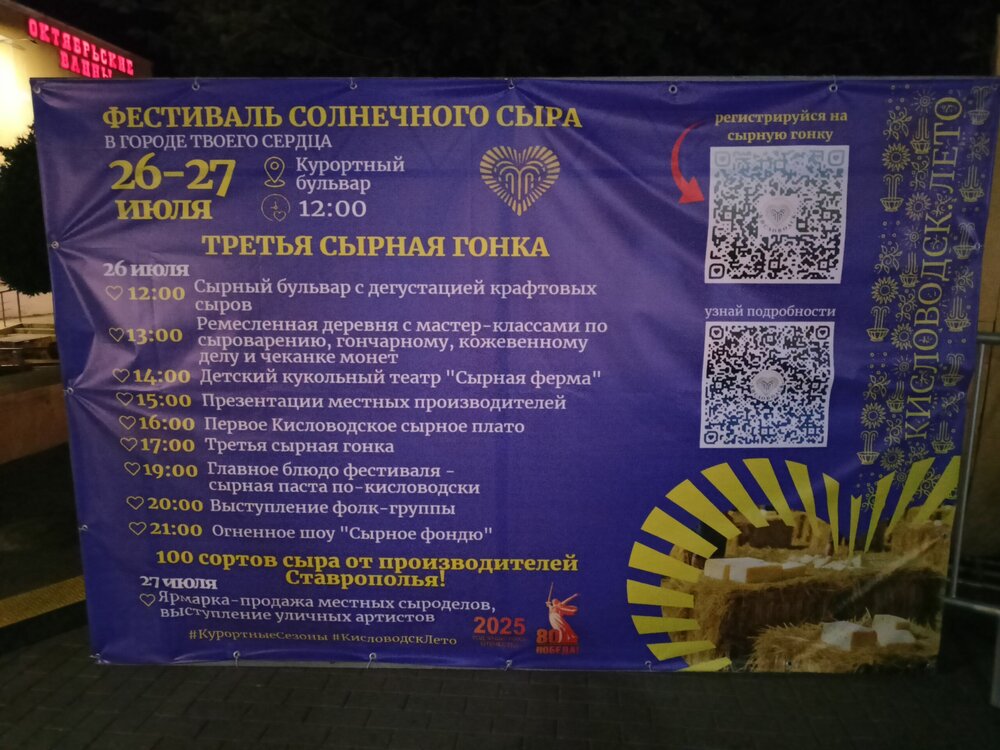 ОКТЯБРЬСКИЕ
ВАННЫ
ФЕСТИВАЛЬ СОЛНЕЧНОГО СЫРА
В ГОРОДЕ ТВОЕГО СЕРДЦА
26-27
ИЮЛЯ
Курортный
бульвар
12:00
регистрируйся на
сырную гонку
узнай подробности
КИСЛОВОДСК·ЛЕТО
ТРЕТЬЯ СЫРНАЯ ГОНКА
26 июля
12:00 Сырный бульвар с дегустацией крафтовых
сыров
13:00 Ремесленная деревня с мастер-классами по
сыроварению, гончарному, кожевенному
делу и чеканке монет
14:00 Детский кукольный театр "Сырная ферма"
15:00 Презентации местных производителей
16:00 Первое Кисловодское сырное плато
17:00 Третья сырная гонка
19:00 Главное блюдо фестиваля -
сырная паста по-кисловодски
20:00 Выступление фолк-группы
21:00 Огненное шоу "Сырное фондю"
100 сортов сыра от производителей
Ставрополья!
27 июля
Ярмарка-продажа местных сыроделов,
выступление уличных артистов
#КурортныеСезоны #КисловодскЛето
2025
80
ПОБЕДА!